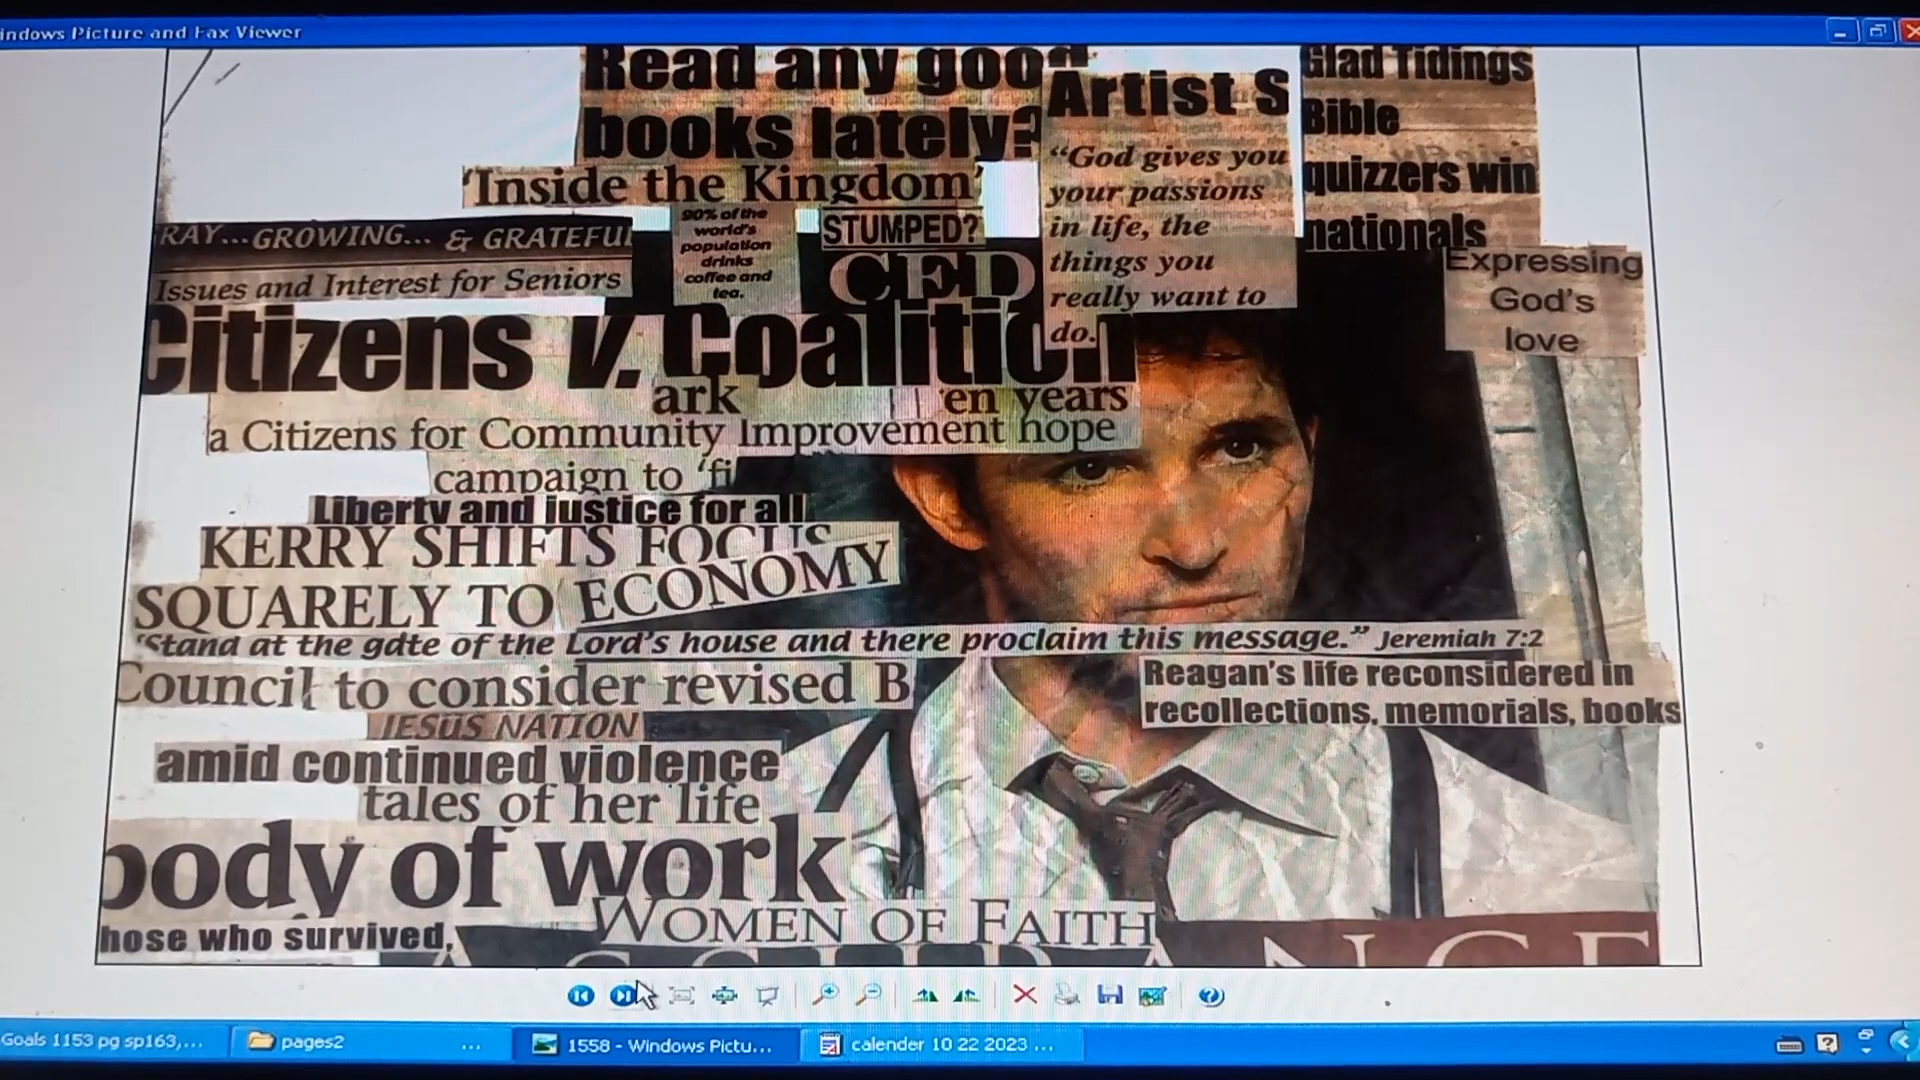 indows Picture and Fax Viewer
Read any good
books lately?
Artist S
Glad Tidings
Bible
quizzers win
nationals
'Inside the Kingdom'
"God gives you
your passions
in life, the
things you
really want to
do.
RAY... GROWING... & GRATEFUL
Issues and Interest for Seniors
90% of the
world's
population
drinks
coffee and
tea.
STUMPED?
Expressing
God's
love
Citizens v. Coalition
ark
en years
a Citizens for Community Improvement hope
campaign to 'fi
Liberty and justice for all
KERRY SHIFTS FOCUS
SQUARELY TO ECONOMY
"Stand at the gate of the Lord's house and there proclaim this message." Jeremiah 7:2
Council to consider revised B
Reagan's life reconsidered in
recollections, memorials, books
JESUS NATION
amid continued violence
tales of her life
body of work
WOMEN OF FAITH
hose who survived,
Goals 1153 pg sp163,...
pages2
...
1558 - Windows Pictu...
calender 10 22 2023 ...